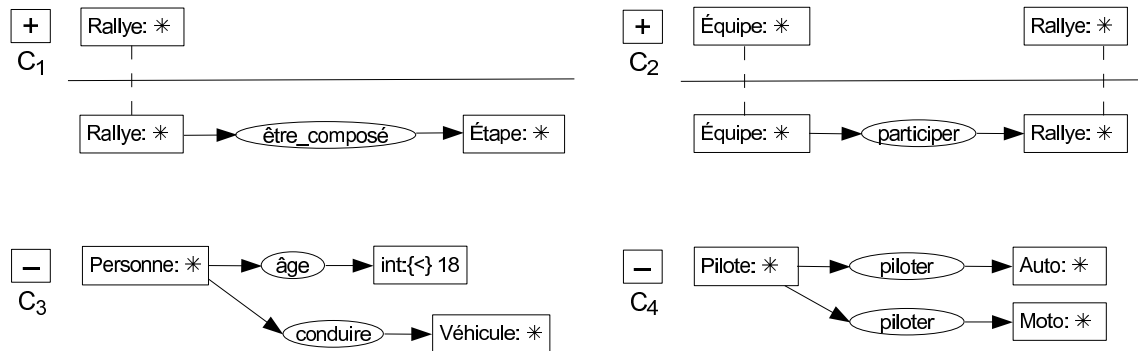 +
C1
Rallye: ✳
Rallye: ✳
être_composé
Étape: ✳
+
C2
Équipe: ✳
Rallye: ✳
Équipe: ✳
participer
Rallye: ✳
–
C3
Personne: ✳
âge
int:{<} 18
conduire
Véhicule: ✳
–
C4
Pilote: ✳
piloter
Auto: ✳
piloter
Moto: ✳